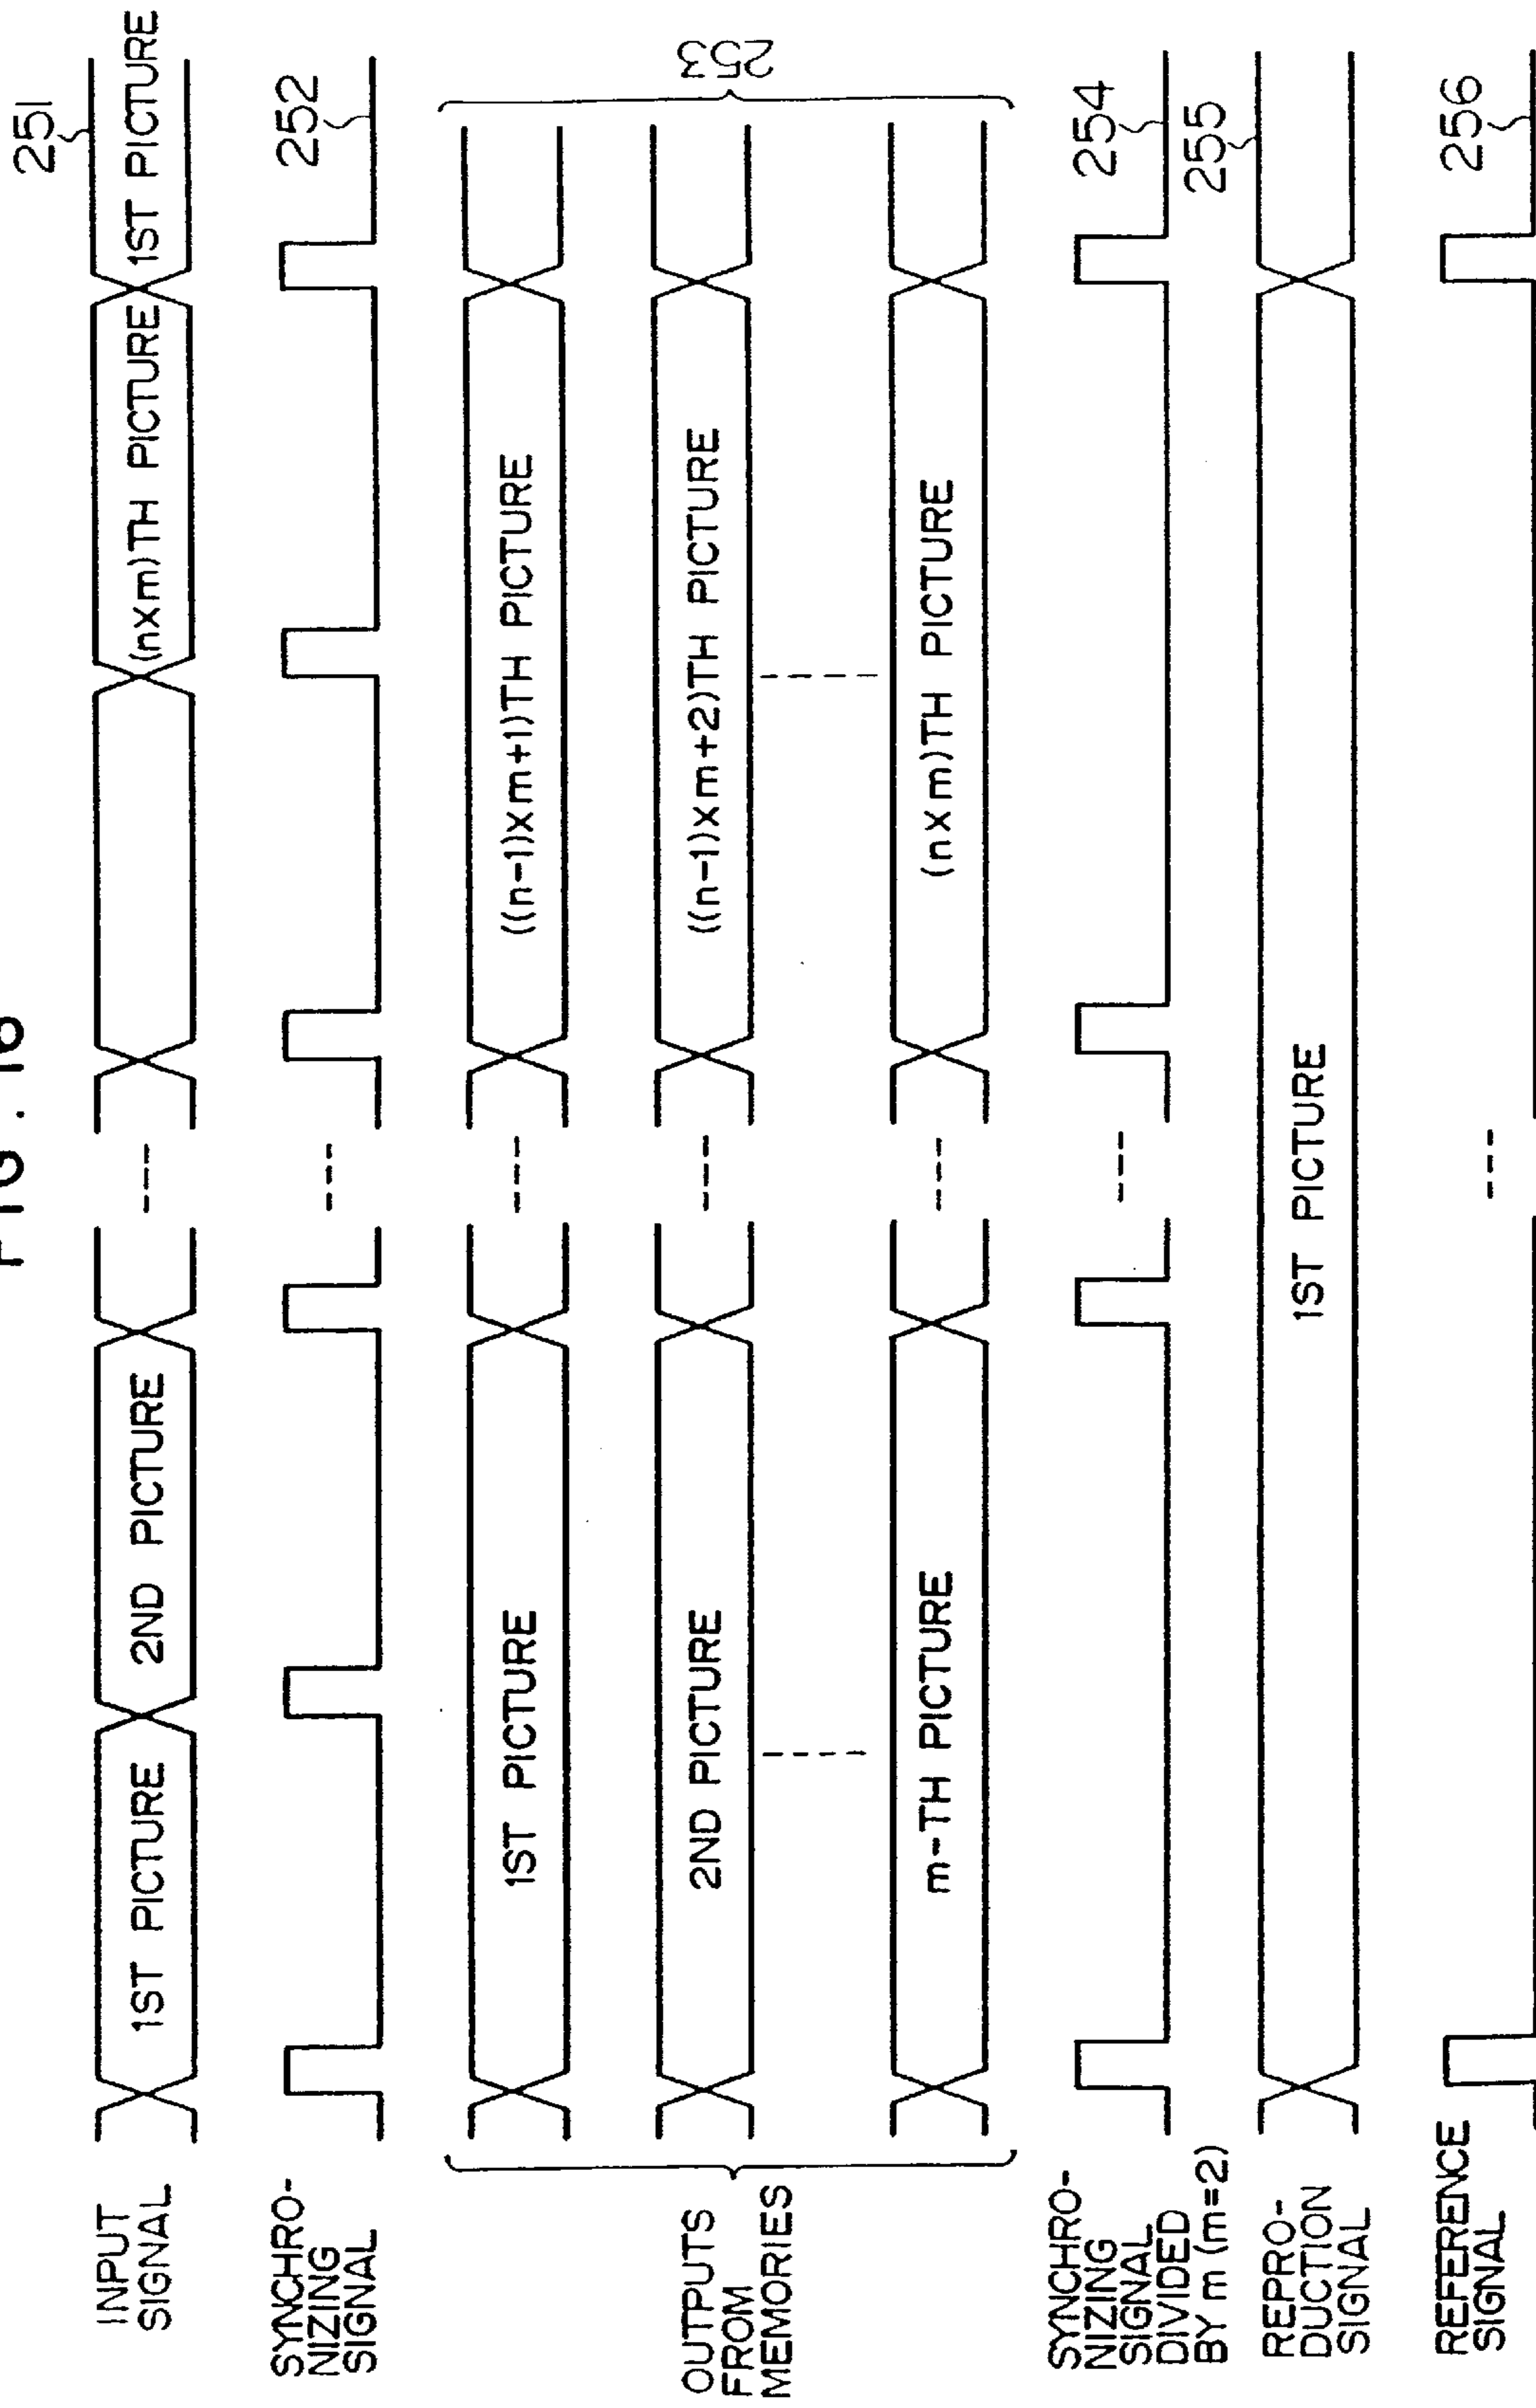 FIG.
251
INPUT
SIGNAL
1ST PICTURE
2ND PICTURE
---
(n×m)TH PICTURE
1ST PICTURE
252
SYNCHRO-
NIZING
SIGNAL
---
OUTPUTS
FROM
MEMORIES
1ST PICTURE
---
((n-1)×m+1)TH PICTURE
2ND PICTURE
---
((n-1)×m+2)TH PICTURE
m-TH PICTURE
---
(n×m)TH PICTURE
253
SYNCHRO-
NIZING
SIGNAL
DIVIDED
BY m (m=2)
---
254
REPRO-
DUCTION
SIGNAL
1ST PICTURE
255
REFERENCE
SIGNAL
---
256